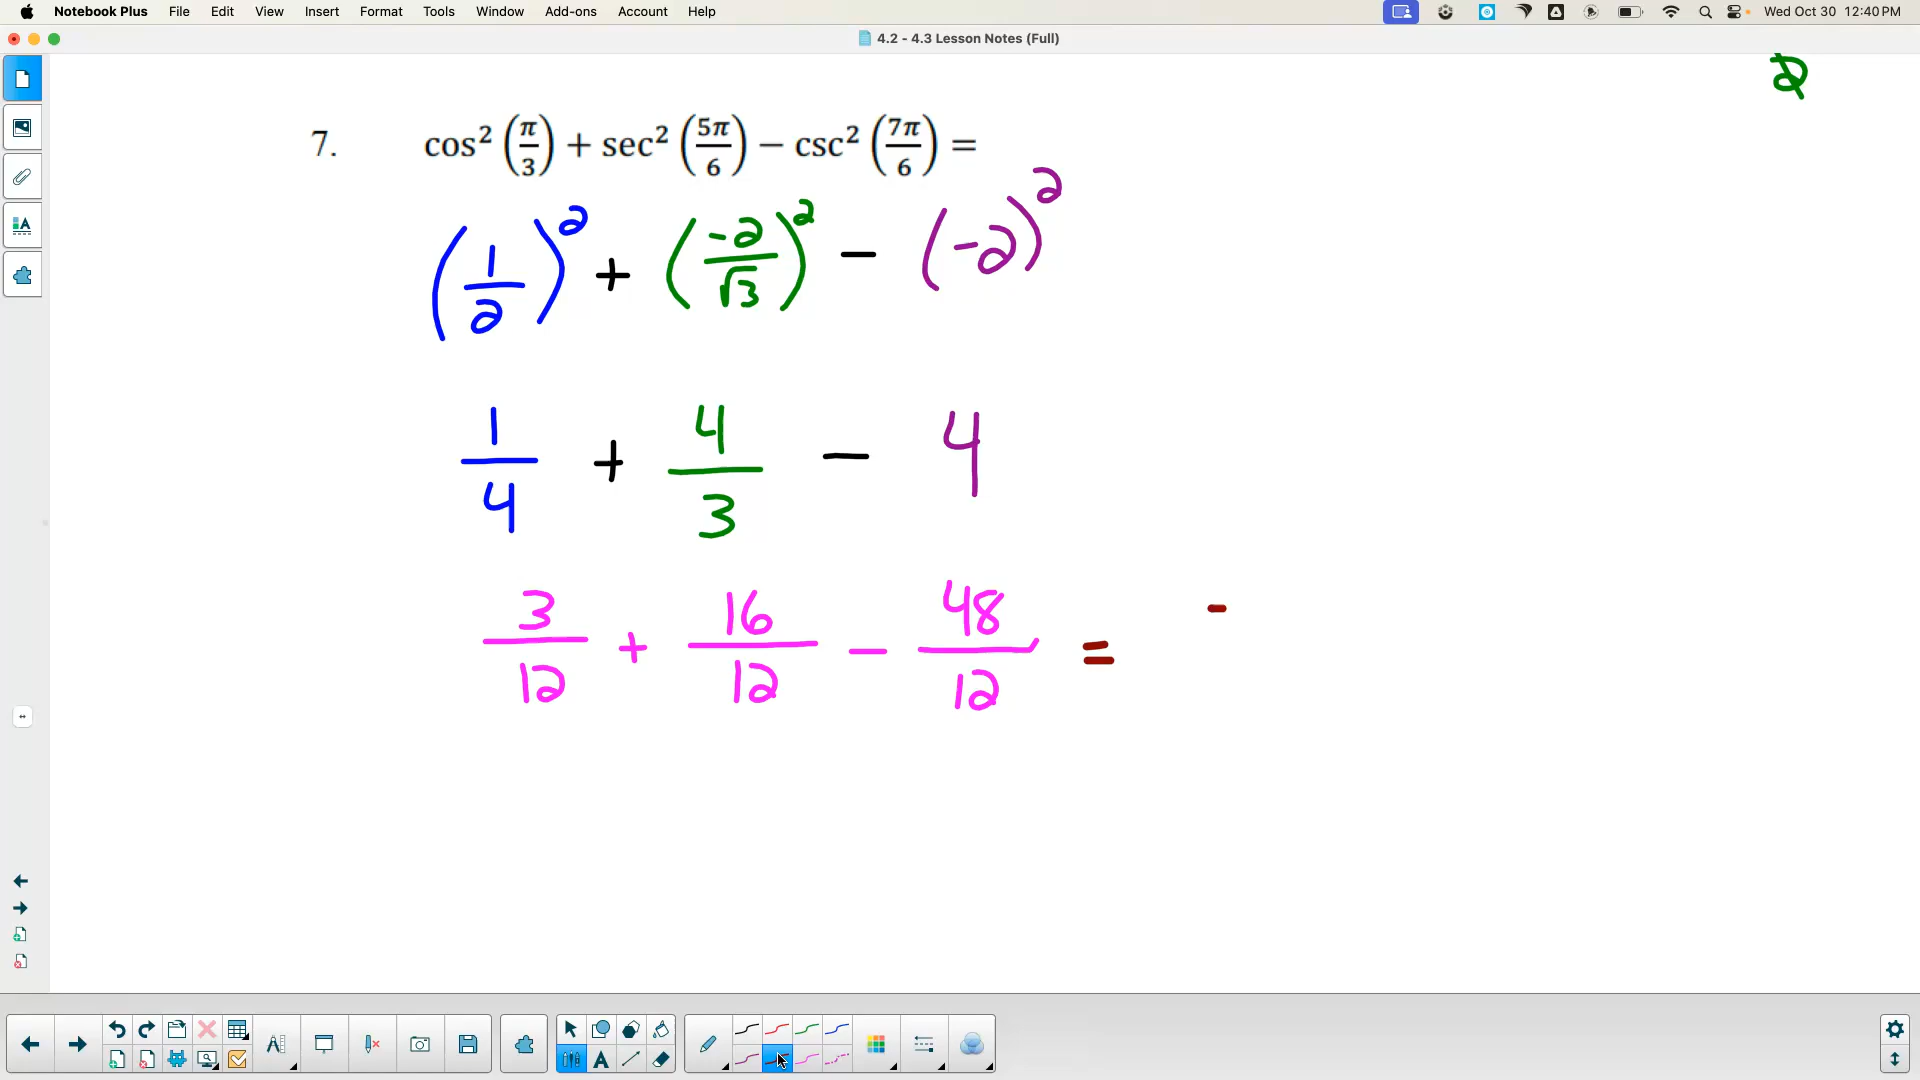 Notebook Plus File Edit View Insert Format Tools Window Add-ons Account Help Wed Oct 30 12:40 PM
4.2 - 4.3 Lesson Notes (Full)
2
7. cos² (π/3) + sec² (5π/6) − csc² (7π/6) =
(1/2)² + (-2/√3)² − (-2)²
1/4 + 4/3 − 4
3/12 + 16/12 − 48/12 = -